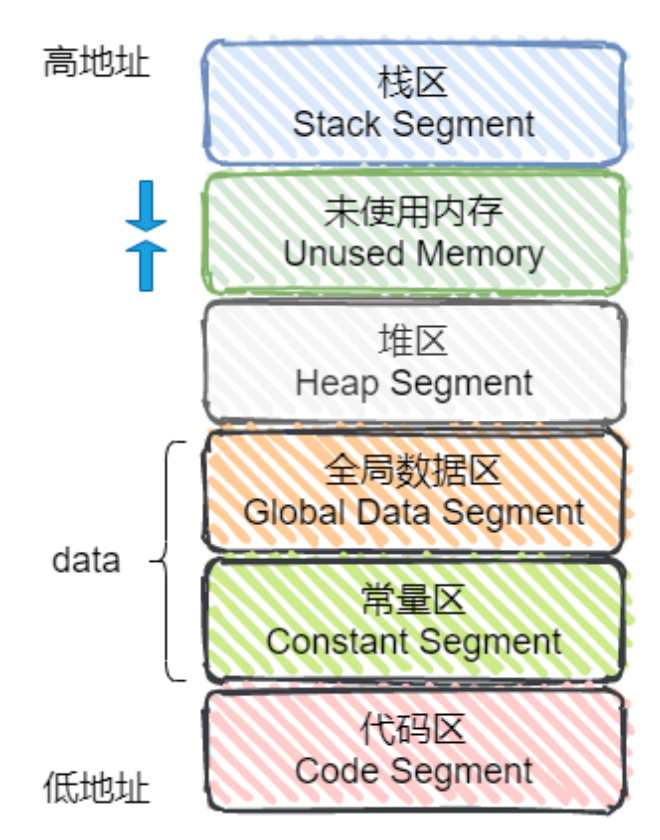 高地址
栈区
Stack Segment
未使用内存
Unused Memory
堆区
Heap Segment
全局数据区
Global Data Segment
data
常量区
Constant Segment
代码区
Code Segment
低地址